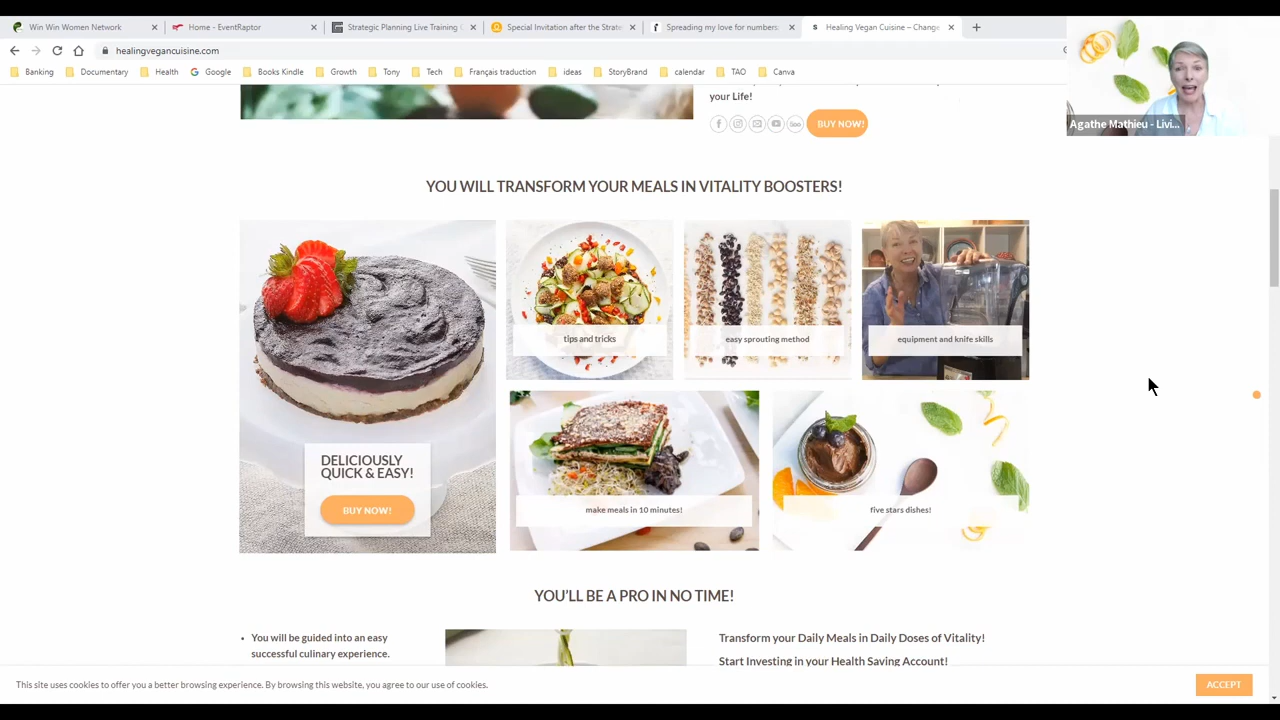 Win Win Women Network
Home - EventRaptor
Strategic Planning Live Training
Special Invitation after the Strate
Spreading my love for numbers.
Healing Vegan Cuisine – Change
healingvegancuisine.com
Banking
Documentary
Health
Google
Books Kindle
Growth
Tony
Tech
Français traduction
ideas
StoryBrand
calendar
TAO
Canva
Agathe Mathieu - Livi...
your Life!
BUY NOW!
YOU WILL TRANSFORM YOUR MEALS IN VITALITY BOOSTERS!
tips and tricks
easy sprouting method
equipment and knife skills
DELICIOUSLY
QUICK & EASY!
BUY NOW!
make meals in 10 minutes!
five stars dishes!
YOU'LL BE A PRO IN NO TIME!
• You will be guided into an easy
successful culinary experience.
Transform your Daily Meals in Daily Doses of Vitality!
Start Investing in your Health Saving Account!
This site uses cookies to offer you a better browsing experience. By browsing this website, you agree to our use of cookies.
ACCEPT